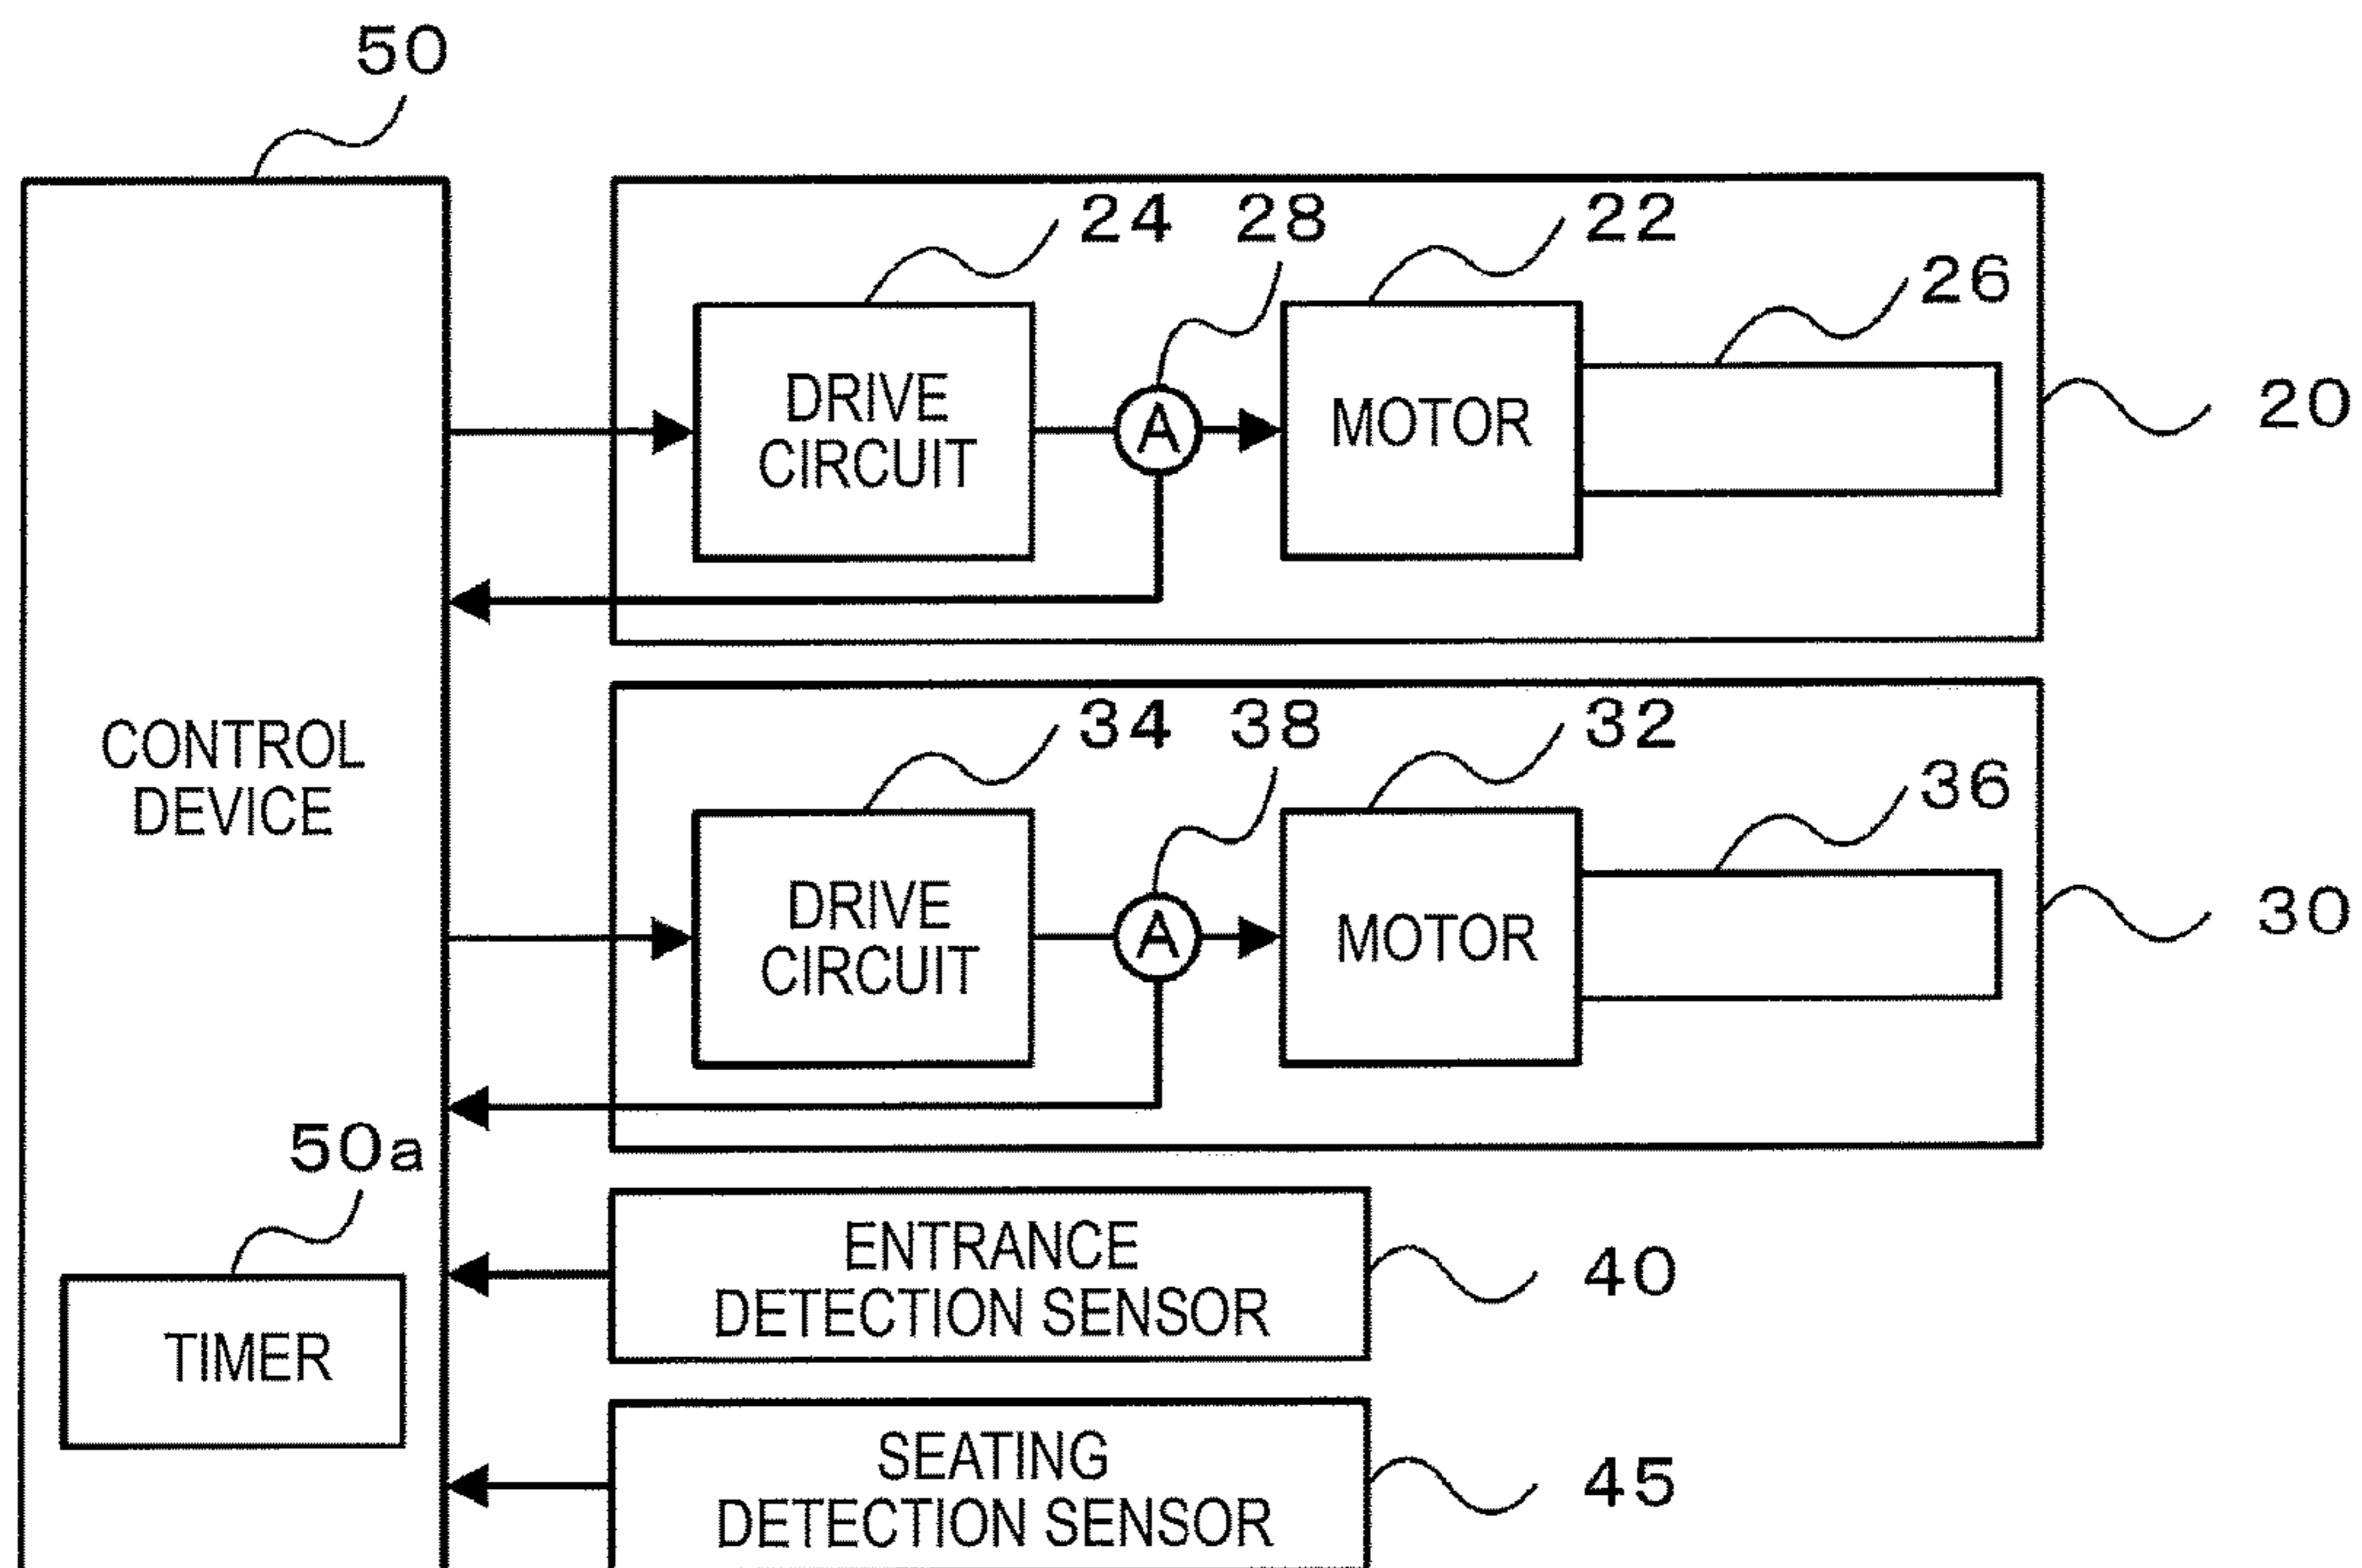 50
24
28
22
26
DRIVE
CIRCUIT
A
MOTOR
20
34
38
32
36
CONTROL
DEVICE
DRIVE
CIRCUIT
A
MOTOR
30
50a
TIMER
ENTRANCE
DETECTION SENSOR
40
SEATING
DETECTION SENSOR
45